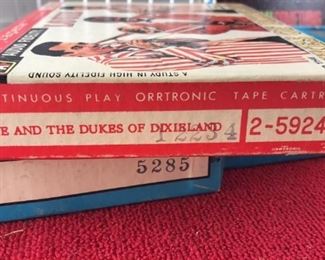 A STUDY IN HIGH FIDELITY SOUND
TINUOUS PLAY ORRTRONIC TAPE CARTR
E AND THE DUKES OF DIXIELAND
12234
2-5924
5285